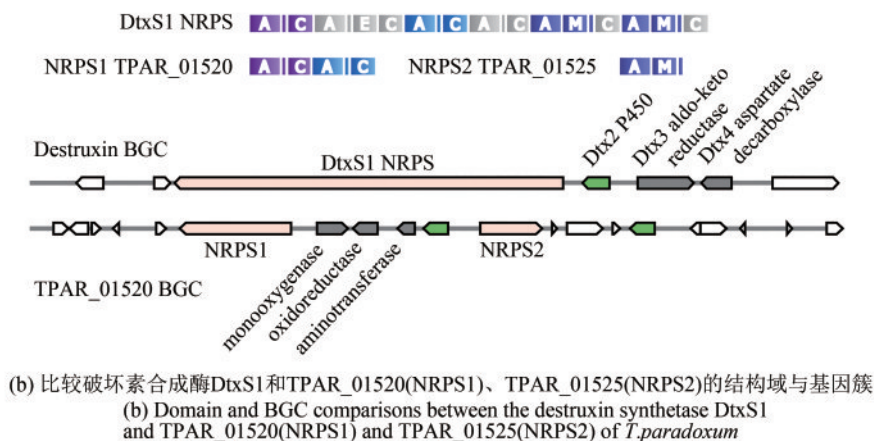 DtxS1 NRPS A C A E C A C A C A M C A M C
NRPS1 TPAR_01520 A C A C NRPS2 TPAR_01525 A M
Destruxin BGC
DtxS1 NRPS
Dtx2 P450
Dtx3 aldo-keto
reductase
Dtx4 aspartate
decarboxylase
NRPS1
monooxygenase
oxidoreductase
aminotransferase
NRPS2
TPAR_01520 BGC
(b) 比较破坏素合成酶DtxS1和TPAR_01520(NRPS1)、TPAR_01525(NRPS2)的结构域与基因簇
(b) Domain and BGC comparisons between the destruxin synthetase DtxS1
and TPAR_01520(NRPS1) and TPAR_01525(NRPS2) of T.paradoxum